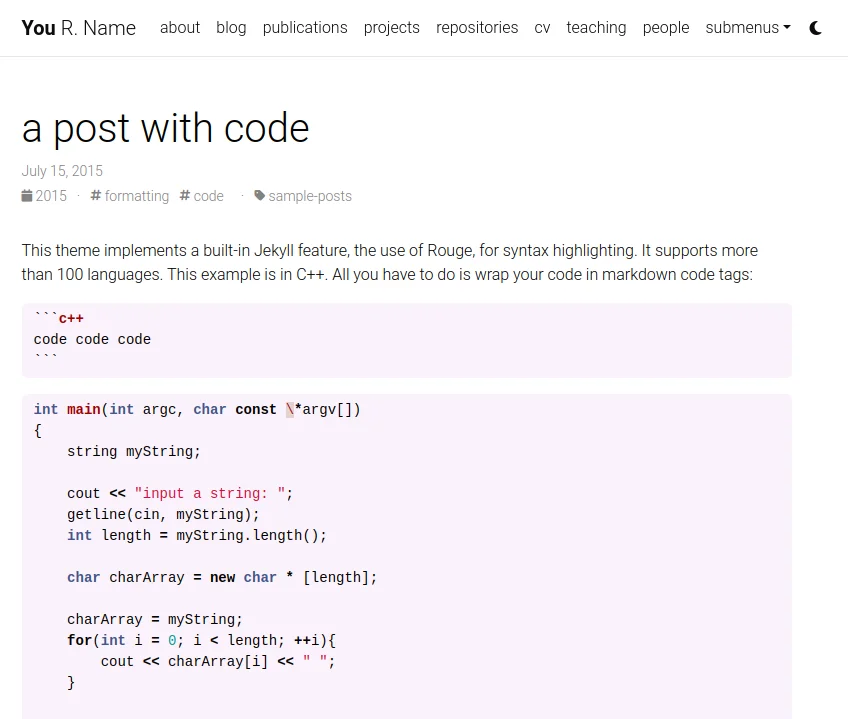 You R. Name about blog publications projects repositories cv teaching people submenus
a post with code
July 15, 2015
2015 · # formatting # code · sample-posts
This theme implements a built-in Jekyll feature, the use of Rouge, for syntax highlighting. It supports more
than 100 languages. This example is in C++. All you have to do is wrap your code in markdown code tags:
```c++
code code code
```
int main(int argc, char const \*argv[])
{
    string myString;

    cout << "input a string: ";
    getline(cin, myString);
    int length = myString.length();

    char charArray = new char * [length];

    charArray = myString;
    for(int i = 0; i < length; ++i){
        cout << charArray[i] << " ";
    }